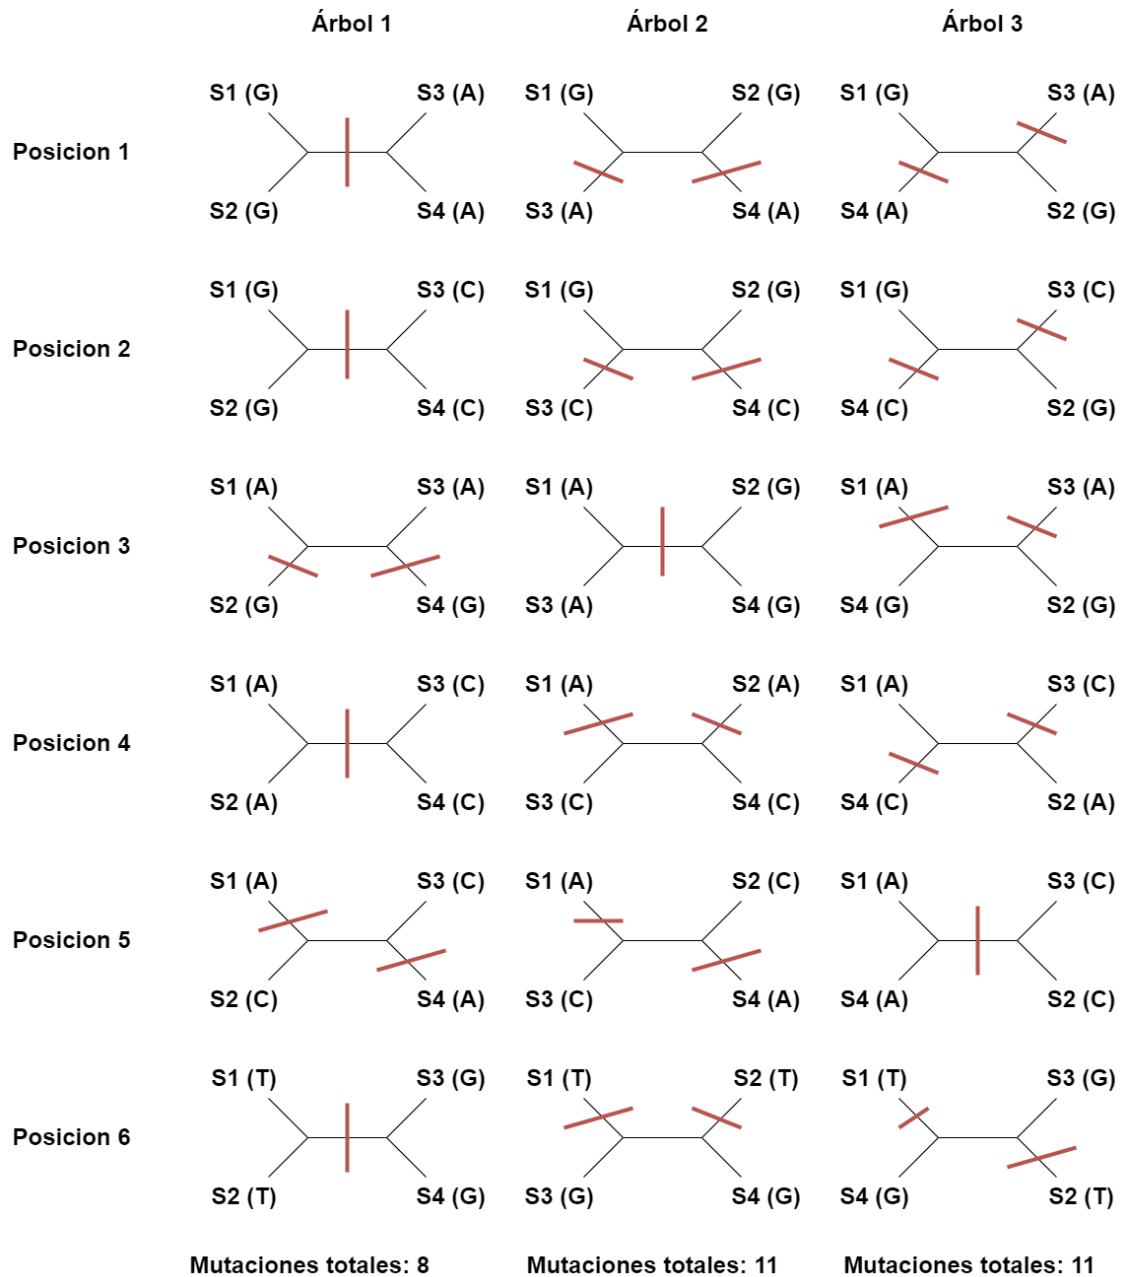 Árbol 1 Árbol 2 Árbol 3
S1 (G) S3 (A) S1 (G) S2 (G) S1 (G) S3 (A)
Posicion 1
S2 (G) S4 (A) S3 (A) S4 (A) S4 (A) S2 (G)
S1 (G) S3 (C) S1 (G) S2 (G) S1 (G) S3 (C)
Posicion 2
S2 (G) S4 (C) S3 (C) S4 (C) S4 (C) S2 (G)
S1 (A) S3 (A) S1 (A) S2 (G) S1 (A) S3 (A)
Posicion 3
S2 (G) S4 (G) S3 (A) S4 (G) S4 (G) S2 (G)
S1 (A) S3 (C) S1 (A) S2 (A) S1 (A) S3 (C)
Posicion 4
S2 (A) S4 (C) S3 (C) S4 (C) S4 (C) S2 (A)
S1 (A) S3 (C) S1 (A) S2 (C) S1 (A) S3 (C)
Posicion 5
S2 (C) S4 (A) S3 (C) S4 (A) S4 (A) S2 (C)
S1 (T) S3 (G) S1 (T) S2 (T) S1 (T) S3 (G)
Posicion 6
S2 (T) S4 (G) S3 (G) S4 (G) S4 (G) S2 (T)
Mutaciones totales: 8 Mutaciones totales: 11 Mutaciones totales: 11